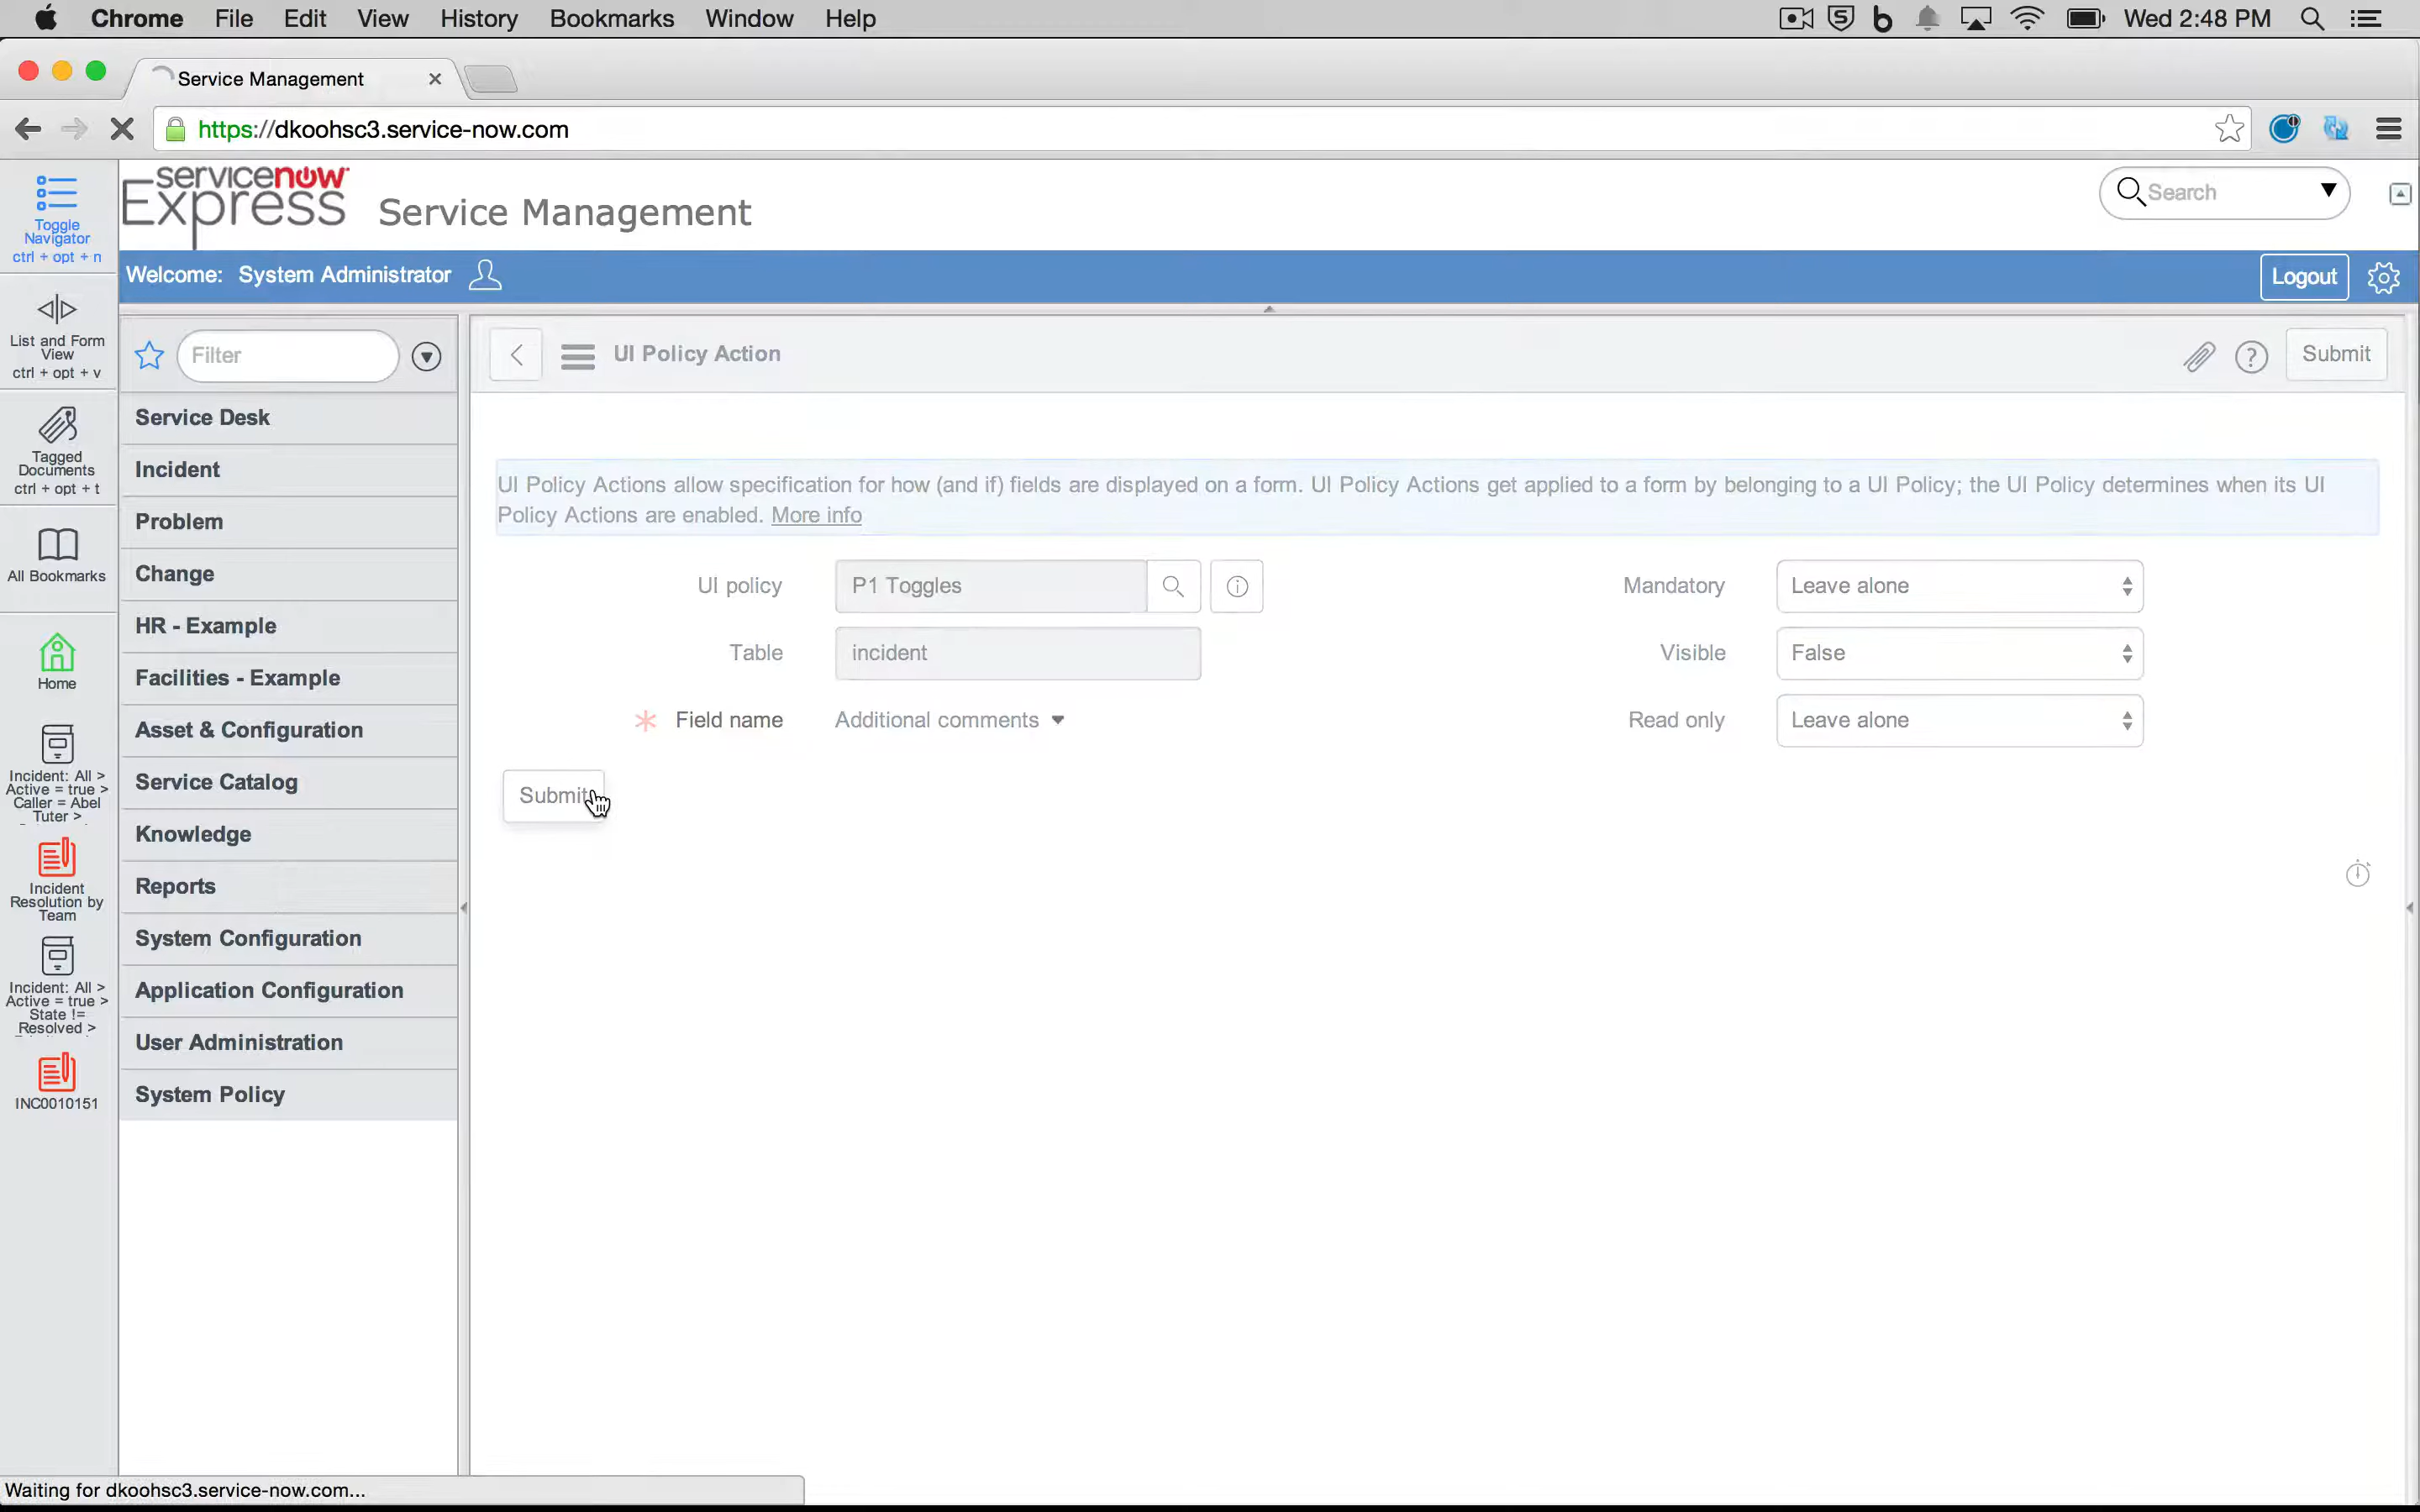 Chrome File Edit View History Bookmarks Window Help
Wed 2:48 PM
Service Management
https://dkoohsc3.service-now.com
servicenow
Express
Service Management
Search
Welcome: System Administrator
Logout
Toggle
Navigator
ctrl + opt + n
List and Form
View
ctrl + opt + v
Tagged
Documents
ctrl + opt + t
All Bookmarks
Home
Incident: All >
Active = true >
Caller = Abel
Tuter >
Incident
Resolution by
Team
Incident: All >
Active = true >
State !=
Resolved >
INC0010151
Filter
Service Desk
Incident
Problem
Change
HR - Example
Facilities - Example
Asset & Configuration
Service Catalog
Knowledge
Reports
System Configuration
Application Configuration
User Administration
System Policy
UI Policy Action
Submit
UI Policy Actions allow specification for how (and if) fields are displayed on a form. UI Policy Actions get applied to a form by belonging to a UI Policy; the UI Policy determines when its UI
Policy Actions are enabled. More info
UI policy P1 Toggles
Mandatory Leave alone
Table incident
Visible False
Field name Additional comments
Read only Leave alone
Submit
Waiting for dkoohsc3.service-now.com...